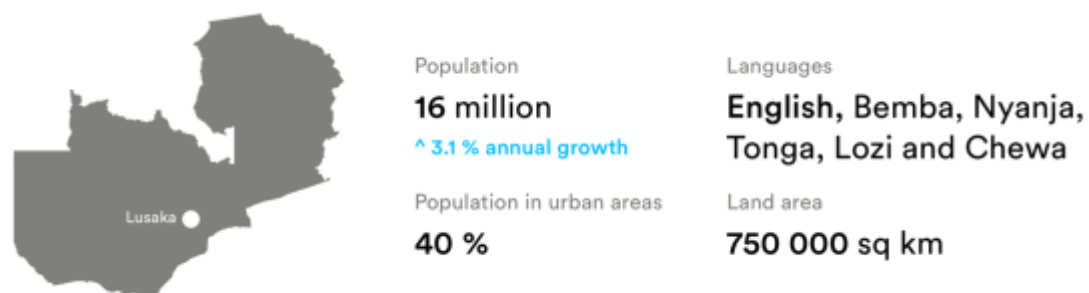 Lusaka
Population
16 million
^ 3.1 % annual growth
Population in urban areas
40 %
Languages
English, Bemba, Nyanja,
Tonga, Lozi and Chewa
Land area
750 000 sq km